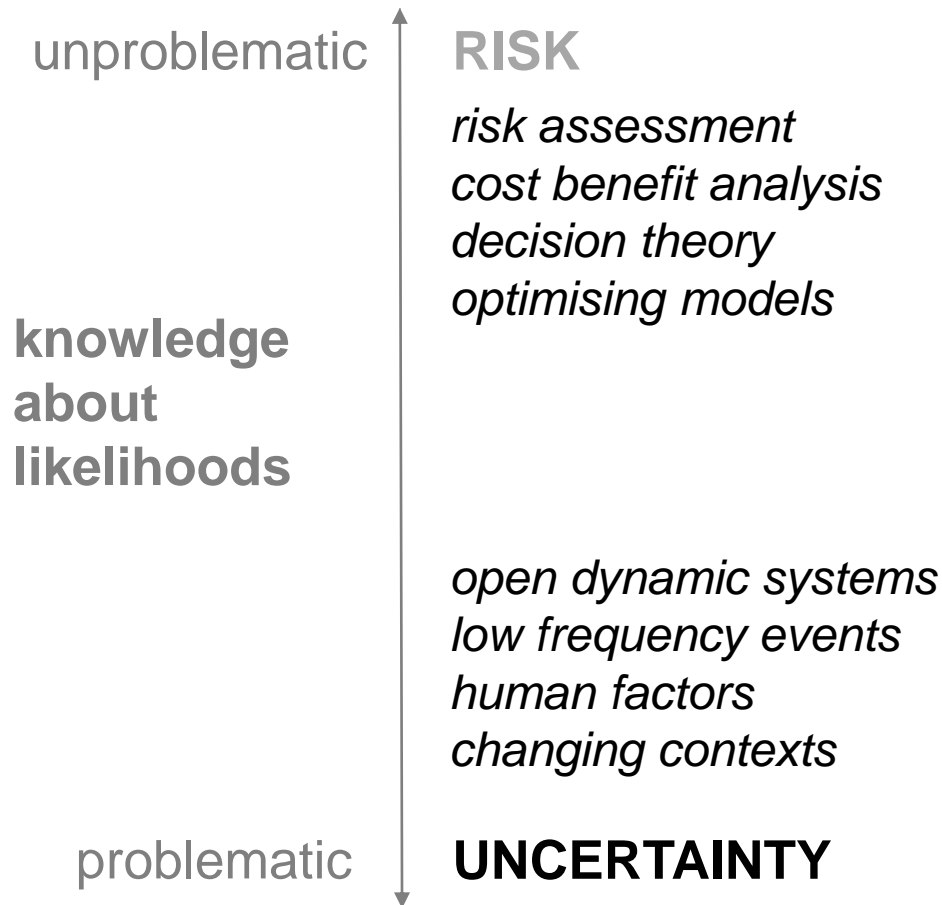 unproblematic
RISK
risk assessment
cost benefit analysis
decision theory
optimising models
knowledge
about
likelihoods
open dynamic systems
low frequency events
human factors
changing contexts
problematic
UNCERTAINTY